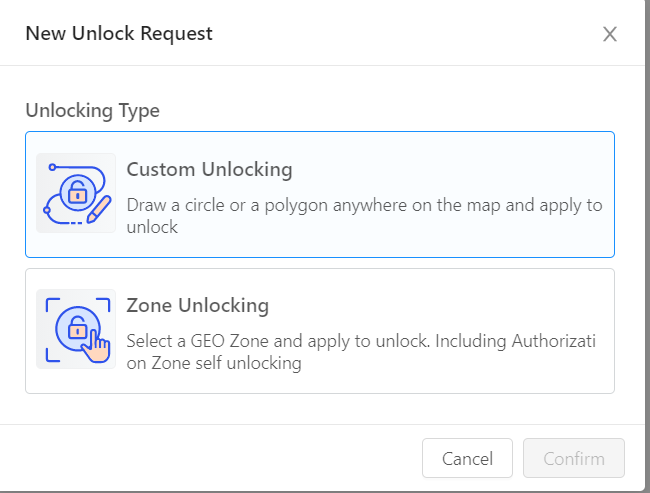 New Unlock Request
Unlocking Type
Custom Unlocking
Draw a circle or a polygon anywhere on the map and apply to
unlock
Zone Unlocking
Select a GEO Zone and apply to unlock. Including Authorizati
on Zone self unlocking
Cancel
Confirm